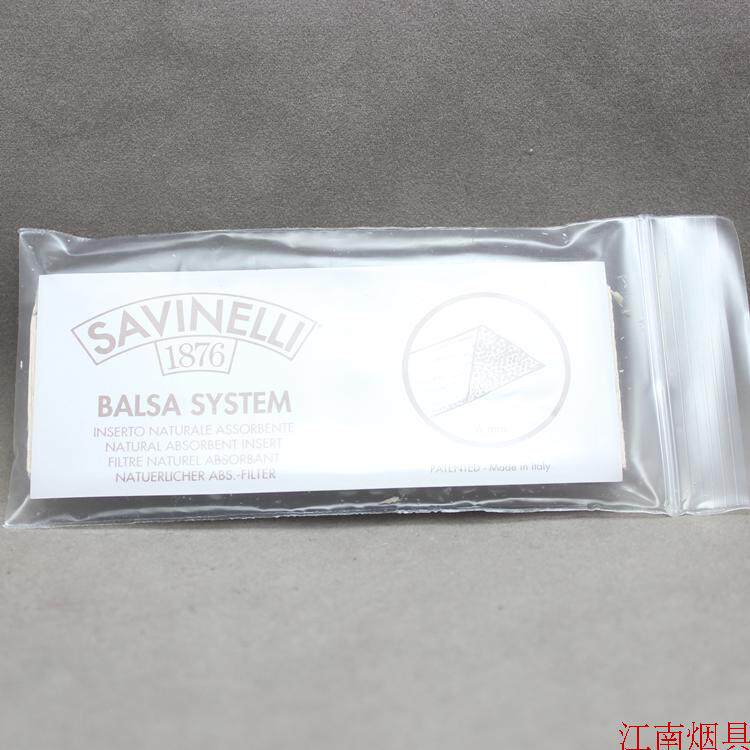 SAVINELLI
1876
BALSA SYSTEM
INSERTO NATURALE ASSORBENTE
NATURAL ABSORBENT INSERT
FILTRE NATUREL ABSORBANT
NATUERLICHER ABS.-FILTER
mm
PATENTED - Made in Italy
江南烟具